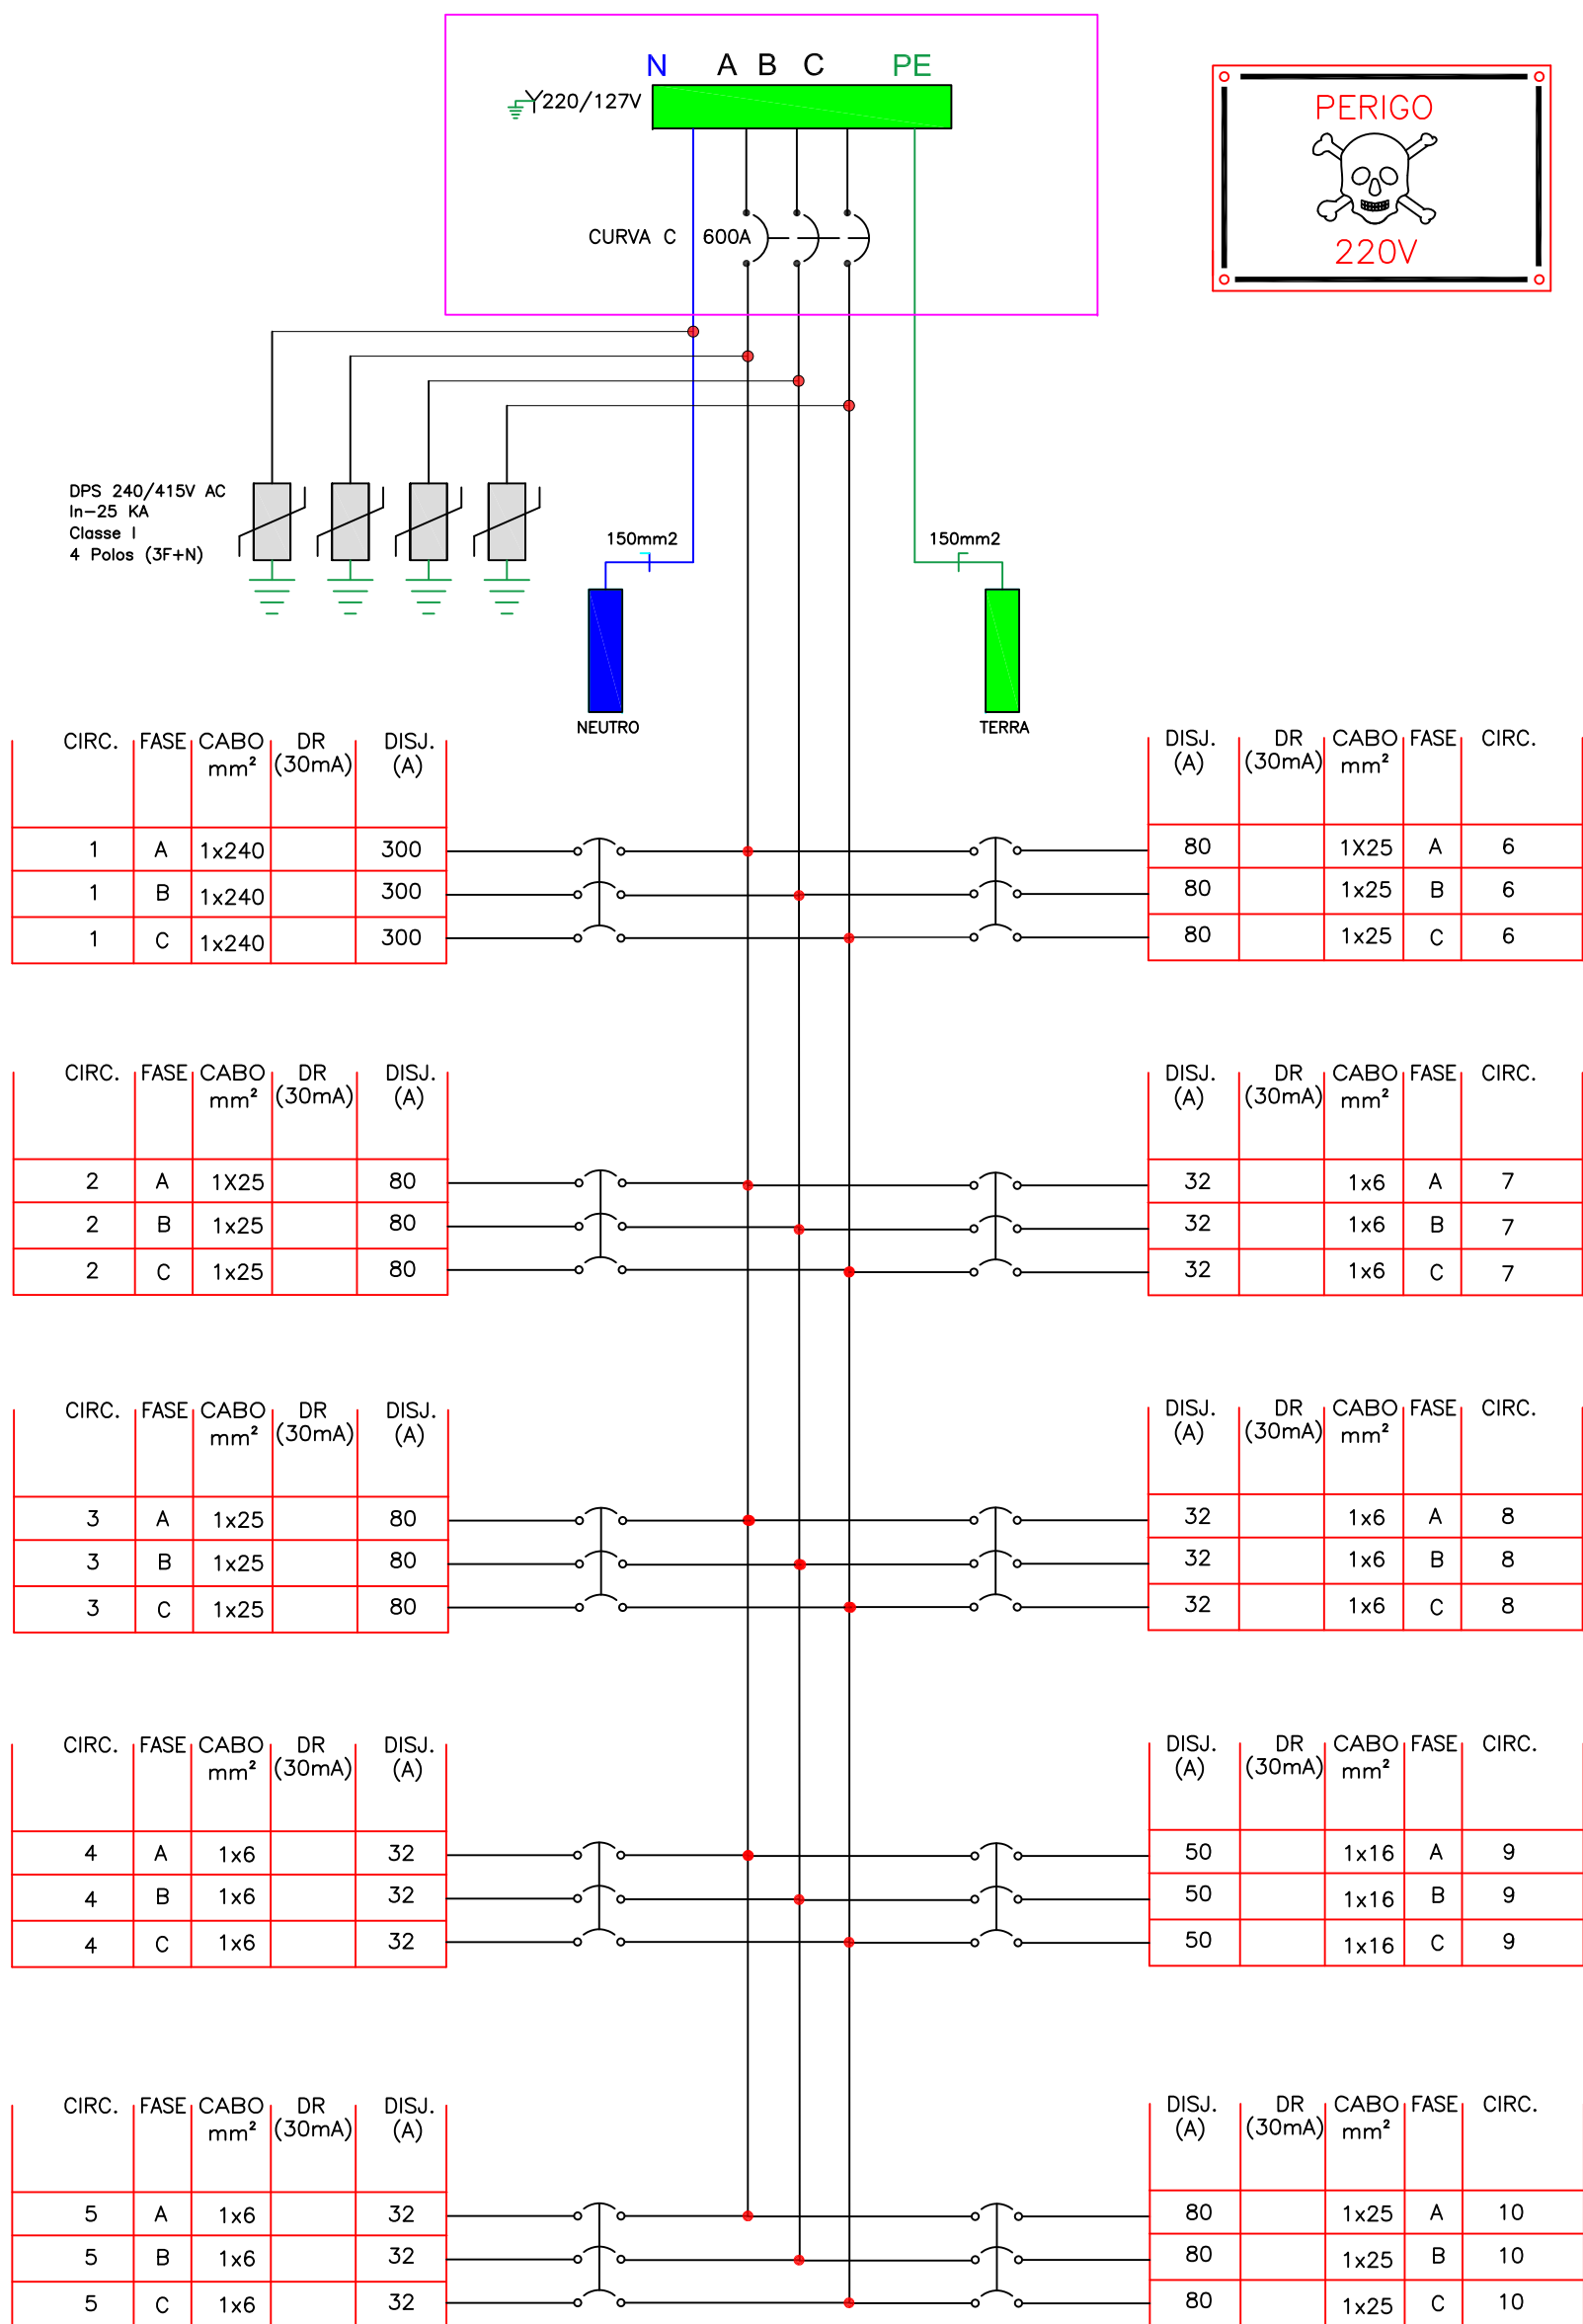 N A B C PE
Y220/127V
CURVA C 600A
PERIGO
220V
DPS 240/415V AC
In-25 KA
Classe I
4 Polos (3F+N)
150mm2
150mm2
NEUTRO
TERRA
CIRC. FASE CABO mm² DR (30mA) DISJ. (A)
1 A 1x240 300
1 B 1x240 300
1 C 1x240 300
DISJ. (A) DR (30mA) CABO mm² FASE CIRC.
80 1X25 A 6
80 1x25 B 6
80 1x25 C 6
CIRC. FASE CABO mm² DR (30mA) DISJ. (A)
2 A 1X25 80
2 B 1x25 80
2 C 1x25 80
DISJ. (A) DR (30mA) CABO mm² FASE CIRC.
32 1x6 A 7
32 1x6 B 7
32 1x6 C 7
CIRC. FASE CABO mm² DR (30mA) DISJ. (A)
3 A 1x25 80
3 B 1x25 80
3 C 1x25 80
DISJ. (A) DR (30mA) CABO mm² FASE CIRC.
32 1x6 A 8
32 1x6 B 8
32 1x6 C 8
CIRC. FASE CABO mm² DR (30mA) DISJ. (A)
4 A 1x6 32
4 B 1x6 32
4 C 1x6 32
DISJ. (A) DR (30mA) CABO mm² FASE CIRC.
50 1x16 A 9
50 1x16 B 9
50 1x16 C 9
CIRC. FASE CABO mm² DR (30mA) DISJ. (A)
5 A 1x6 32
5 B 1x6 32
5 C 1x6 32
DISJ. (A) DR (30mA) CABO mm² FASE CIRC.
80 1x25 A 10
80 1x25 B 10
80 1x25 C 10